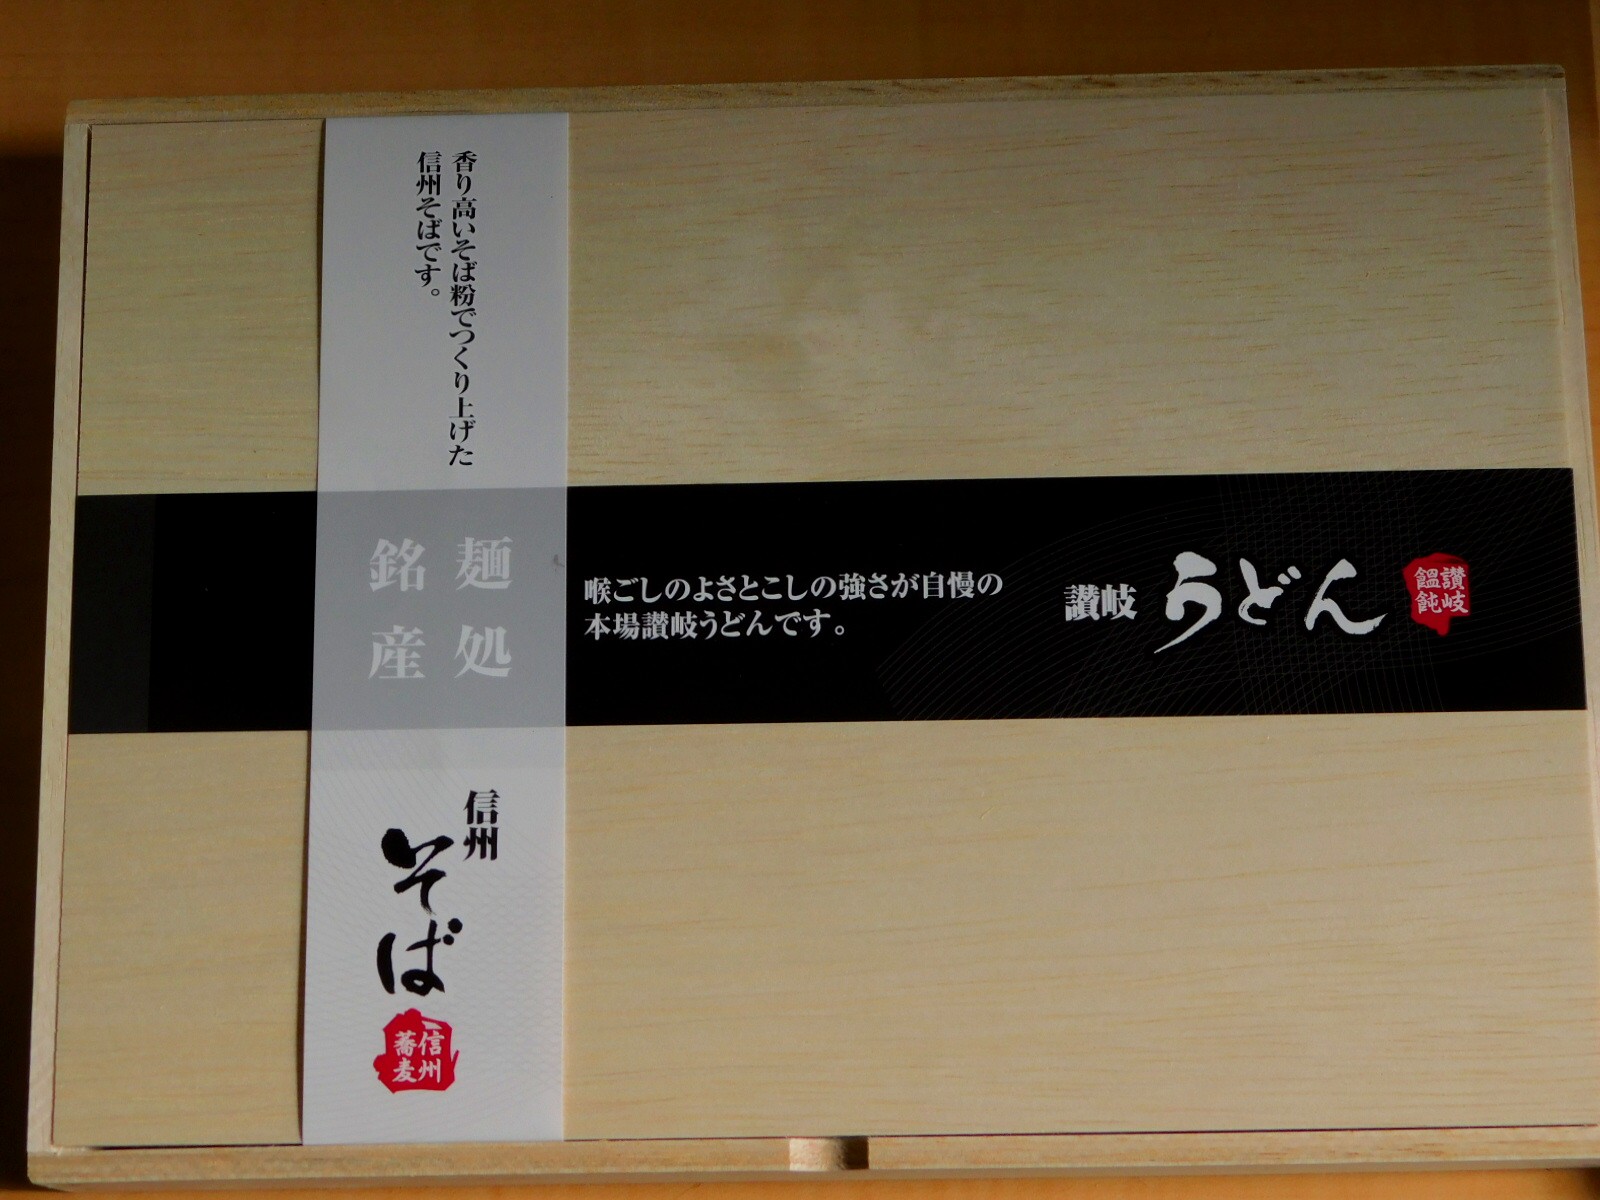 香り高いそば粉でつくり上げた
信州そばです。
麺処
銘産
信州
そば
信州
蕎麦
喉ごしのよさとこしの強さが自慢の
本場讃岐うどんです。
讃岐うどん
讃岐
饂飩